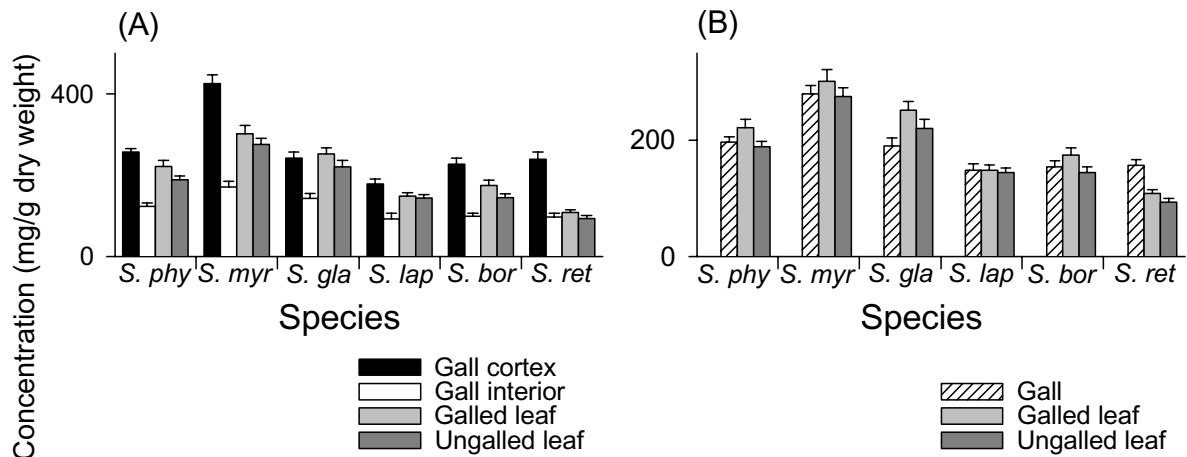 (A)
(B)
Concentration (mg/g dry weight)
400
0
S. phy S. myr S. gla S. lap S. bor S. ret
Species
Gall cortex
Gall interior
Galled leaf
Ungalled leaf
200
0
S. phy S. myr S. gla S. lap S. bor S. ret
Species
Gall
Galled leaf
Ungalled leaf